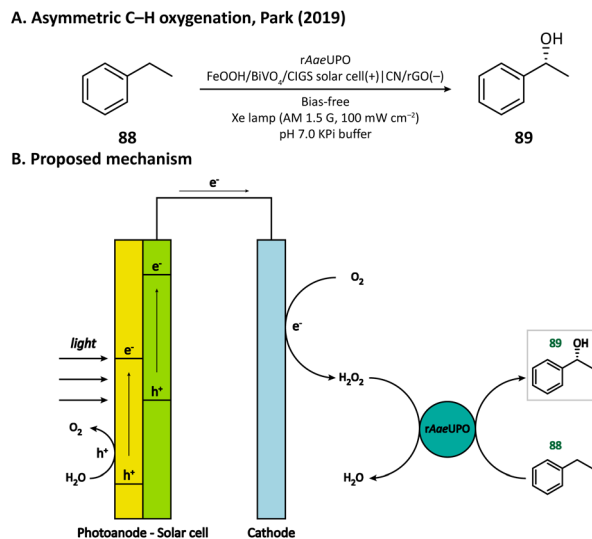 A. Asymmetric C–H oxygenation, Park (2019)
OH
rAaeUPO
FeOOH/BiVO4/CIGS solar cell(+)|CN/rGO(–)
Bias-free
Xe lamp (AM 1.5 G, 100 mW cm–2)
pH 7.0 KPi buffer
88
89
B. Proposed mechanism
e-
e-
O2
light
e-
e-
89
OH
h+
H2O2
O2
rAaeUPO
h+
88
H2O
h+
H2O
Photoanode - Solar cell
Cathode